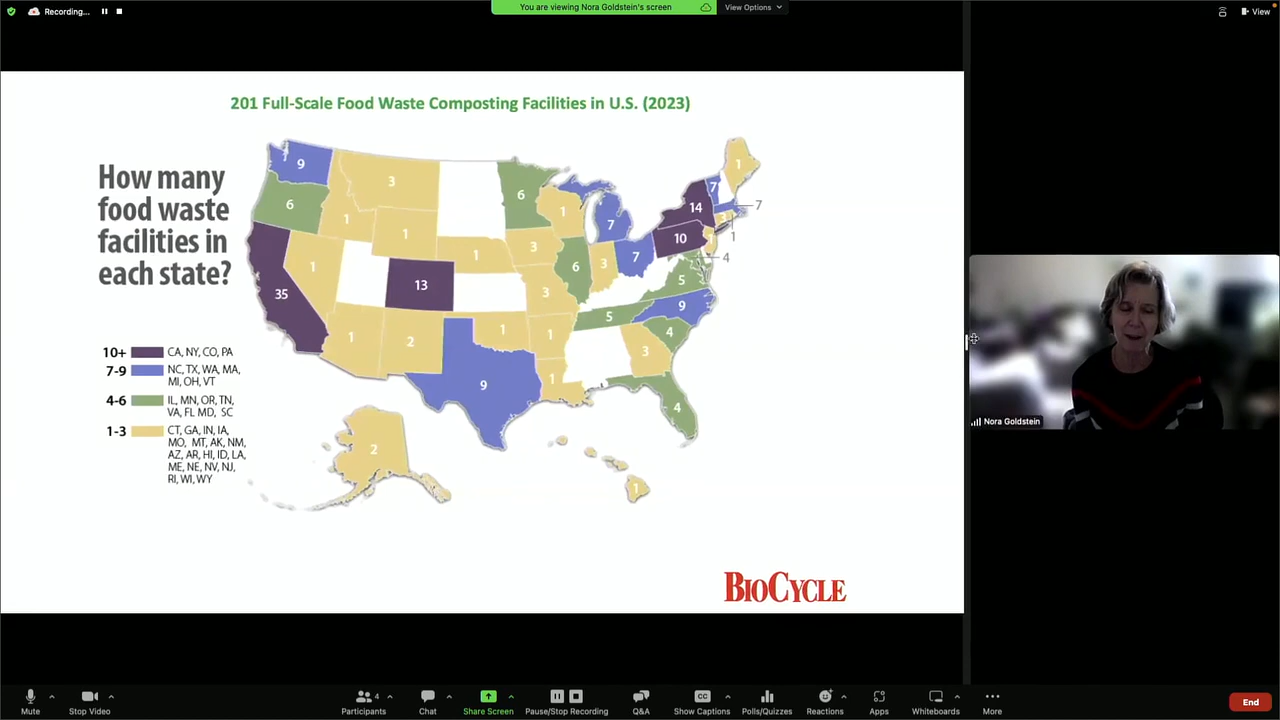 Recording...
You are viewing Nora Goldstein's screen
View Options
View
201 Full-Scale Food Waste Composting Facilities in U.S. (2023)
How many
food waste
facilities in
each state?
9
3
6
1
7
1
6
1
1
14
7
7
10
3
1
1
1
1
3
6
3
7
4
35
1
13
3
5
9
5
4
1
2
1
1
3
9
1
4
2
1
10+ CA, NY, CO, PA
7-9 NC, TX, WA, MA,
MI, OH, VT
4-6 IL, MN, OR, TN,
VA, FL MD, SC
1-3 CT, GA, IN, IA,
MO, MT, AK, NM,
AZ, AR, HI, ID, LA,
ME, NE, NV, NJ,
RI, WI, WY
BIOCYCLE
Nora Goldstein
Mute
Stop Video
Participants
4
Chat
Share Screen
Pause/Stop Recording
Q&A
CC
Show Captions
Polls/Quizzes
Reactions
Apps
Whiteboards
More
End